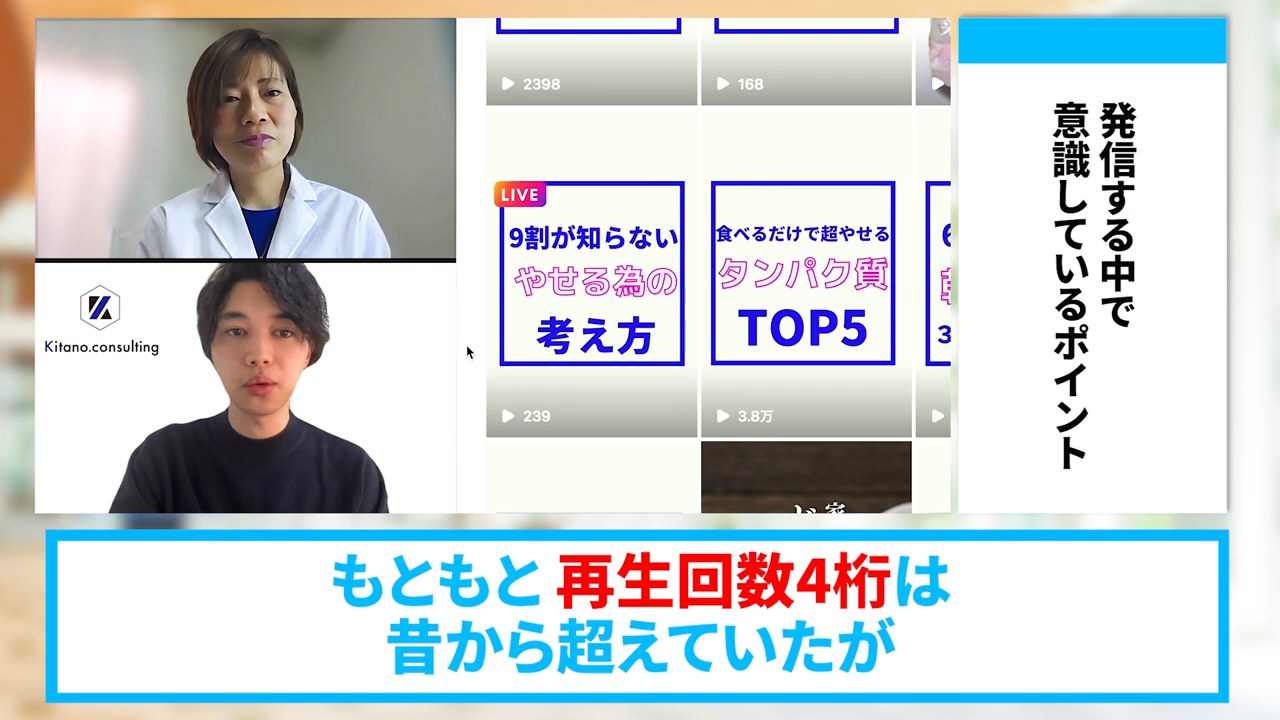 Kitano.consulting
2398
168
LIVE
9割が知らない
やせる為の
考え方
239
食べるだけで超やせる
タンパク質
TOP5
3.8万
発信する中で
意識しているポイント
もともと 再生回数4桁は
昔から超えていたが